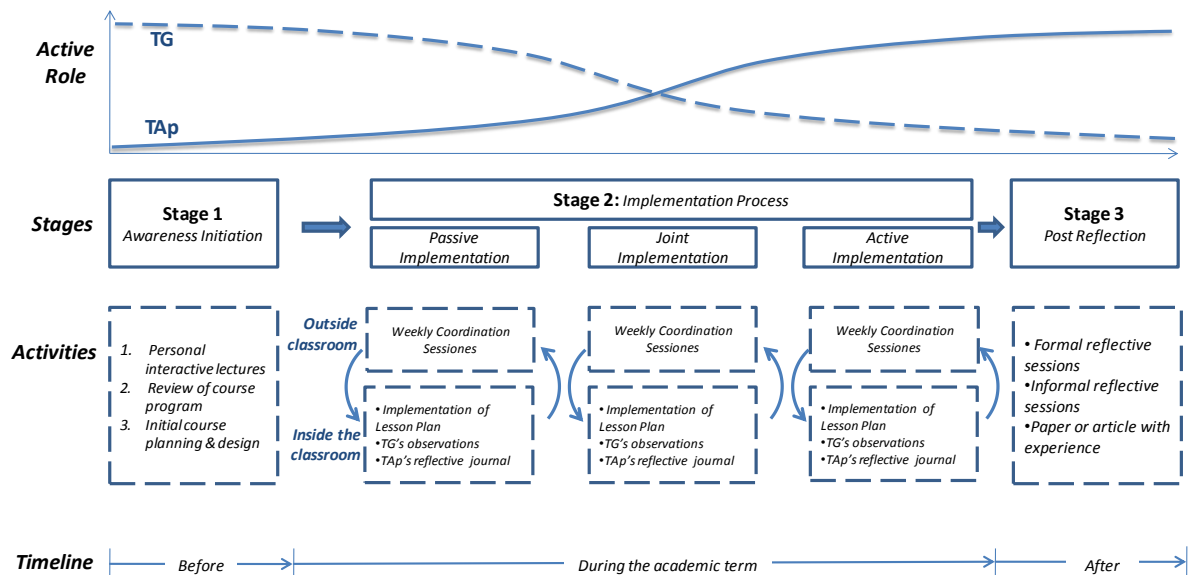 Active
Role
TG
TAp
Stages
Stage 1
Awareness Initiation
Stage 2: Implementation Process
Passive
Implementation
Joint
Implementation
Active
Implementation
Stage 3
Post Reflection
Activities
1. Personal
interactive lectures
2. Review of course
program
3. Initial course
planning & design
Outside
classroom
Inside the
classroom
Weekly Coordination
Sessiones
•Implementation of
Lesson Plan
•TG's observations
•TAp's reflective journal
Weekly Coordination
Sessiones
•Implementation of
Lesson Plan
•TG's observations
•TAp's reflective journal
Weekly Coordination
Sessiones
•Implementation of
Lesson Plan
•TG's observations
•TAp's reflective journal
•Formal reflective
sessions
•Informal reflective
sessions
•Paper or article with
experience
Timeline
Before
During the academic term
After